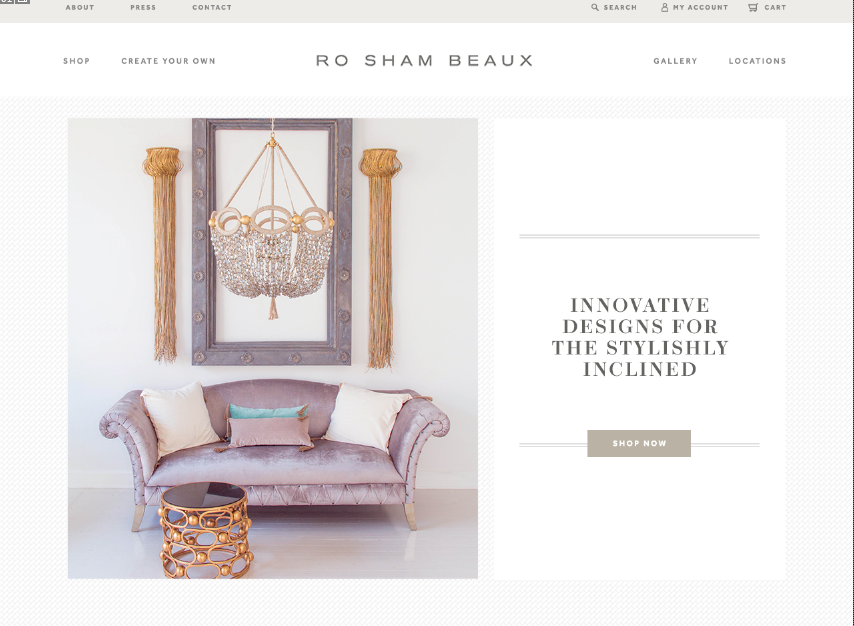 ABOUT PRESS CONTACT SEARCH MY ACCOUNT CART
SHOP CREATE YOUR OWN RO SHAM BEAUX GALLERY LOCATIONS
INNOVATIVE
DESIGNS FOR
THE STYLISHLY
INCLINED
SHOP NOW